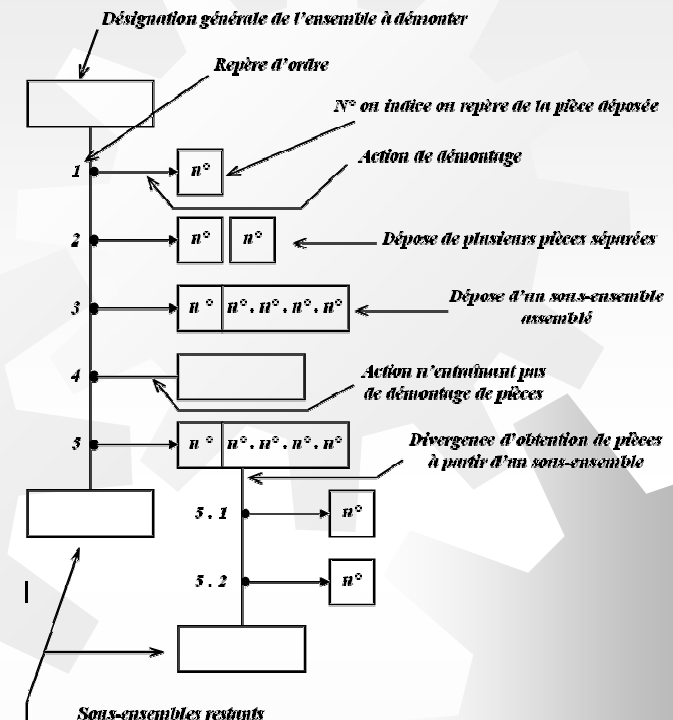 Désignation générale de l'ensemble à démonter
Repère d'ordre
N° ou indice ou repère de la pièce déposée
Action de démontage
1 n°
2 n° n°
Dépose de plusieurs pièces séparées
3 n° n°. n°. n°. n°
Dépose d'un sous-ensemble
assemblé
4
Action n'entraînant pas
de démontage de pièces
5 n° n°. n°. n°. n°
Divergence d'obtention de pièces
à partir d'un sous-ensemble
5 . 1 n°
5 . 2 n°
Sous-ensembles restants